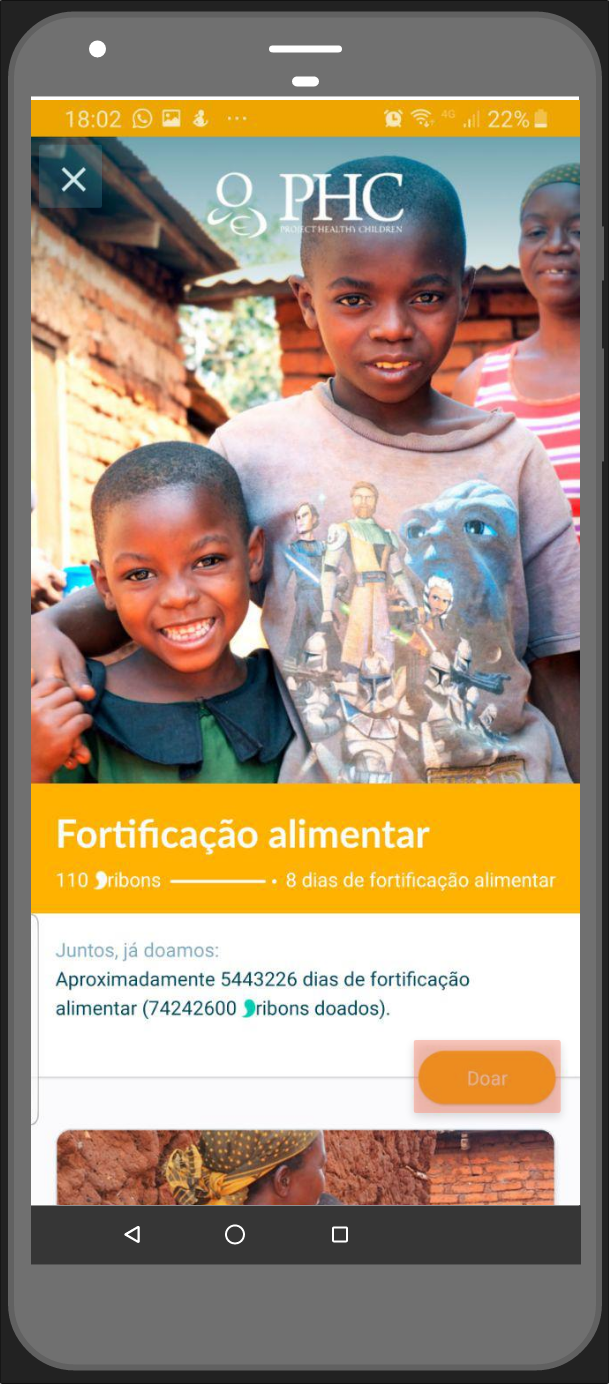 18:02
4G
22%
PHC
PROJECT HEALTHY CHILDREN
Fortificação alimentar
110 ribons
8 dias de fortificação alimentar
Juntos, já doamos:
Aproximadamente 5443226 dias de fortificação
alimentar (74242600 ribons doados).
Doar